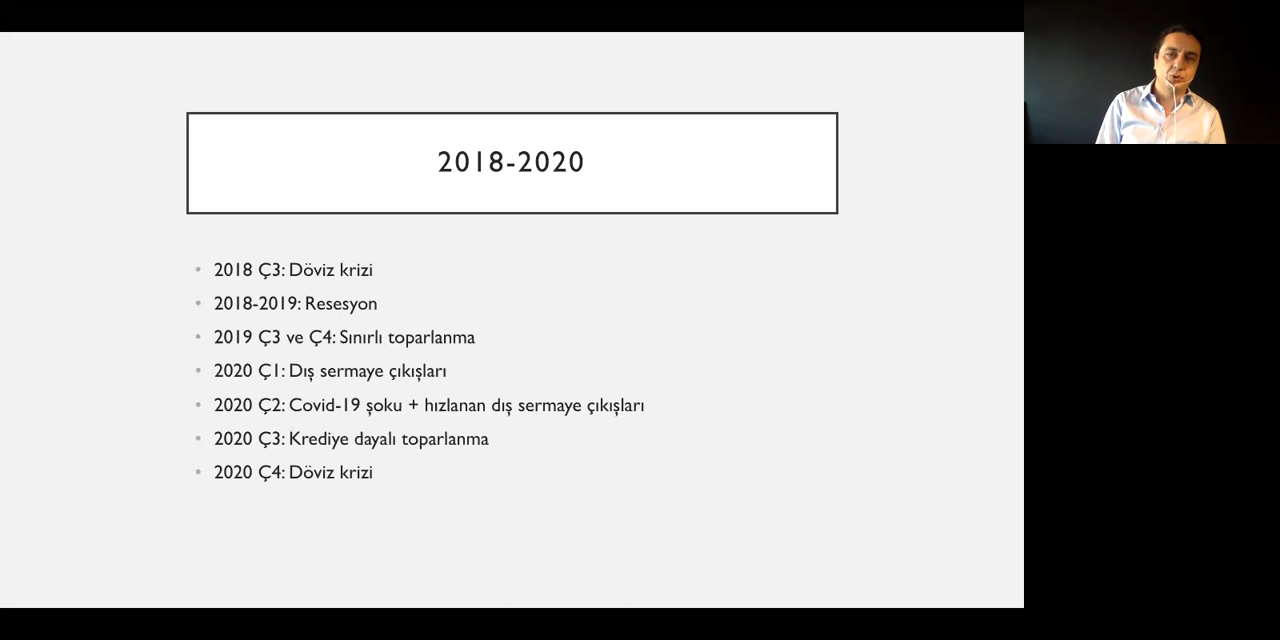 2018-2020
• 2018 Ç3: Döviz krizi
• 2018-2019: Resesyon
• 2019 Ç3 ve Ç4: Sınırlı toparlanma
• 2020 Ç1: Dış sermaye çıkışları
• 2020 Ç2: Covid-19 şoku + hızlanan dış sermaye çıkışları
• 2020 Ç3: Krediye dayalı toparlanma
• 2020 Ç4: Döviz krizi